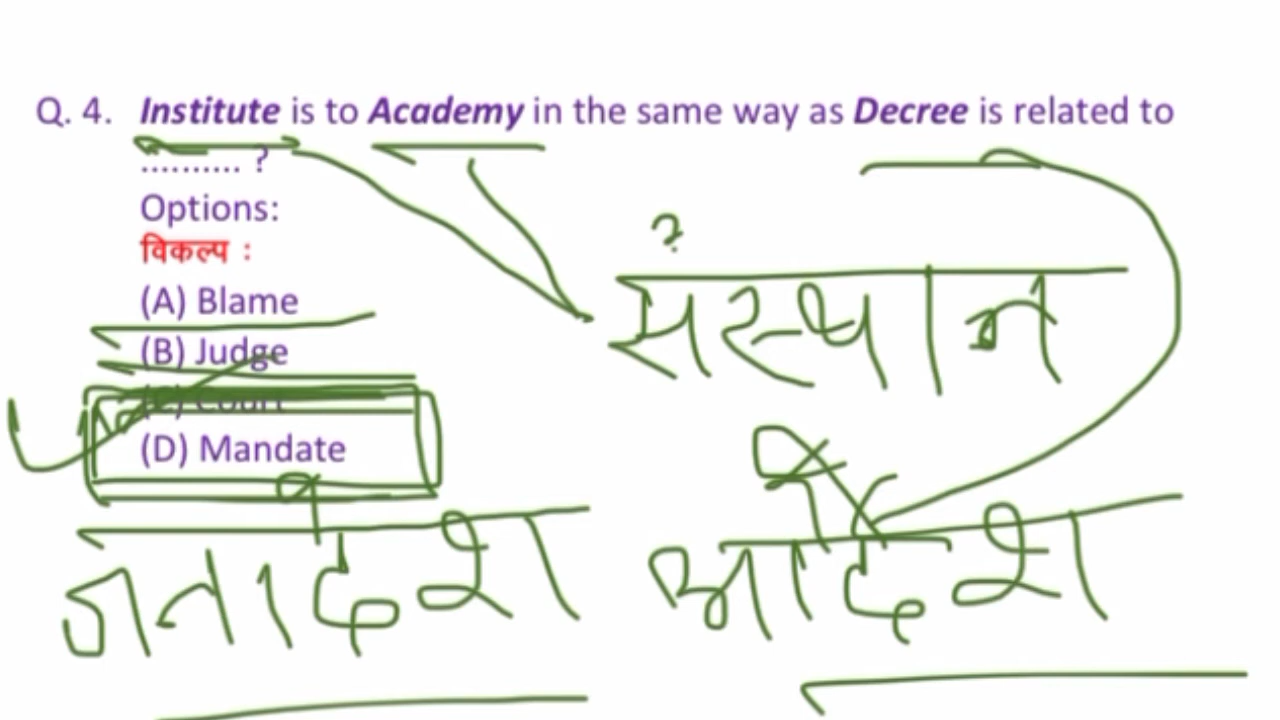 Q. 4. Institute is to Academy in the same way as Decree is related to
.......... ?
Options:
विकल्प :
(A) Blame
(B) Judge
(C) Court
(D) Mandate
?
संस्थान
जनादेश
आदेश